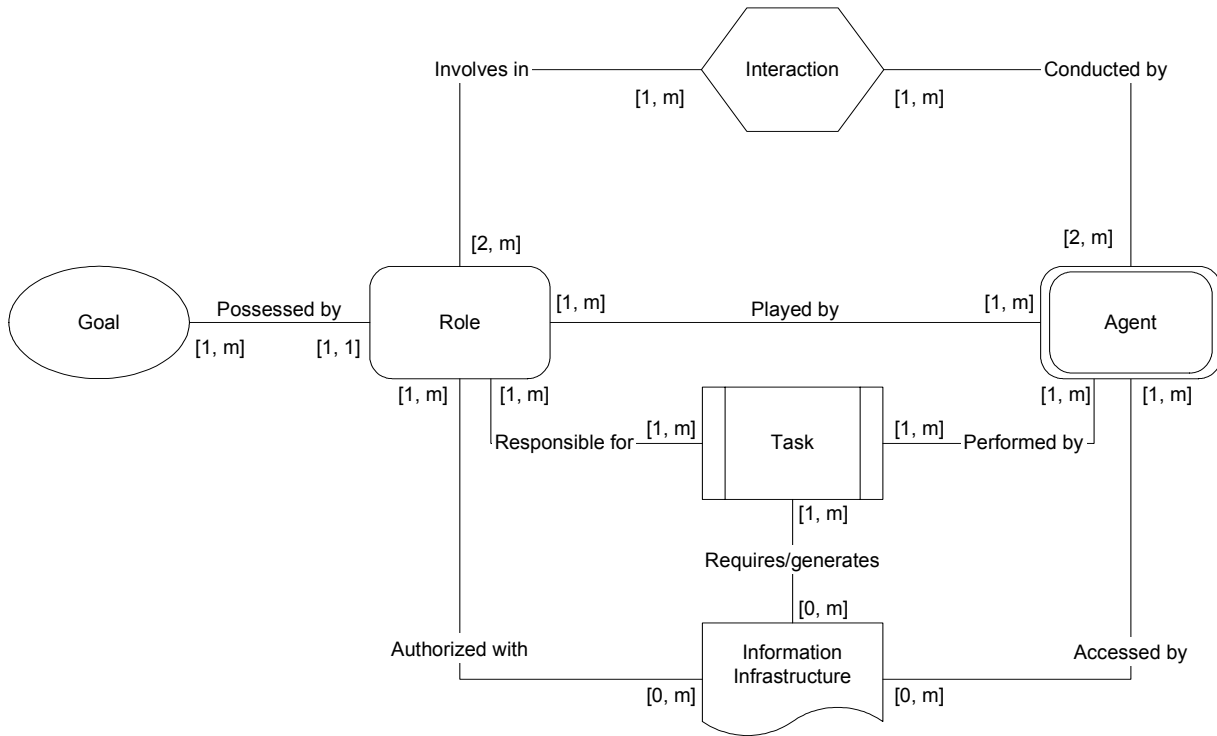 Involves in
Interaction
Conducted by
[1, m]
[1, m]
[2, m]
[2, m]
Goal
Possessed by
Role
[1, m]
Played by
[1, m]
Agent
[1, m]
[1, 1]
[1, m]
[1, m]
[1, m]
[1, m]
Responsible for
[1, m]
Task
[1, m]
Performed by
[1, m]
Requires/generates
[0, m]
Authorized with
Information
Infrastructure
Accessed by
[0, m]
[0, m]